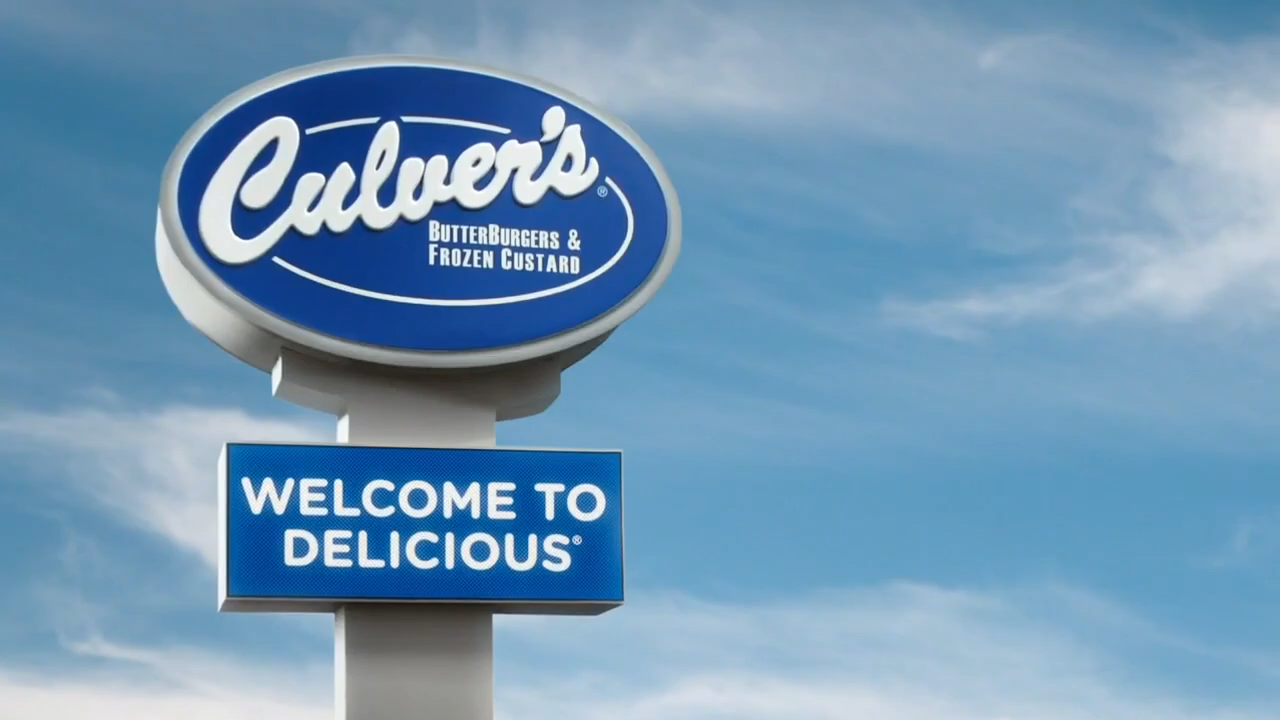 Culver's®
BUTTERBURGERS &
FROZEN CUSTARD
WELCOME TO
DELICIOUS®